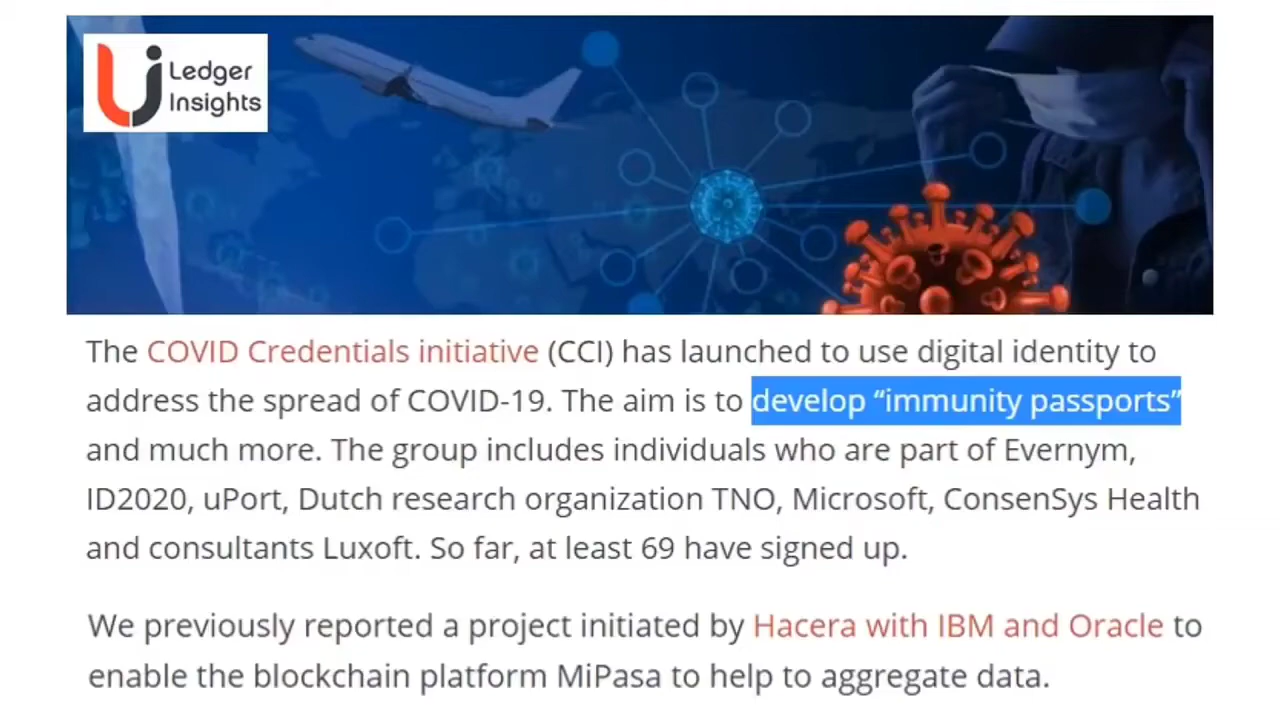 Ledger
Insights
The COVID Credentials initiative (CCI) has launched to use digital identity to
address the spread of COVID-19. The aim is to develop “immunity passports”
and much more. The group includes individuals who are part of Evernym,
ID2020, uPort, Dutch research organization TNO, Microsoft, ConsenSys Health
and consultants Luxoft. So far, at least 69 have signed up.
We previously reported a project initiated by Hacera with IBM and Oracle to
enable the blockchain platform MiPasa to help to aggregate data.